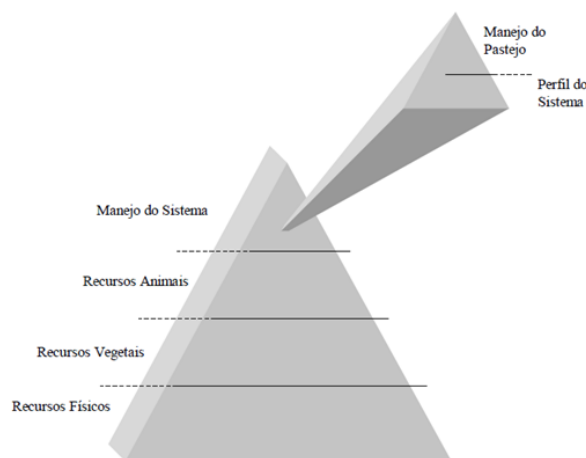 Manejo do
Pastejo
Perfil do
Sistema
Manejo do Sistema
Recursos Animais
Recursos Vegetais
Recursos Físicos